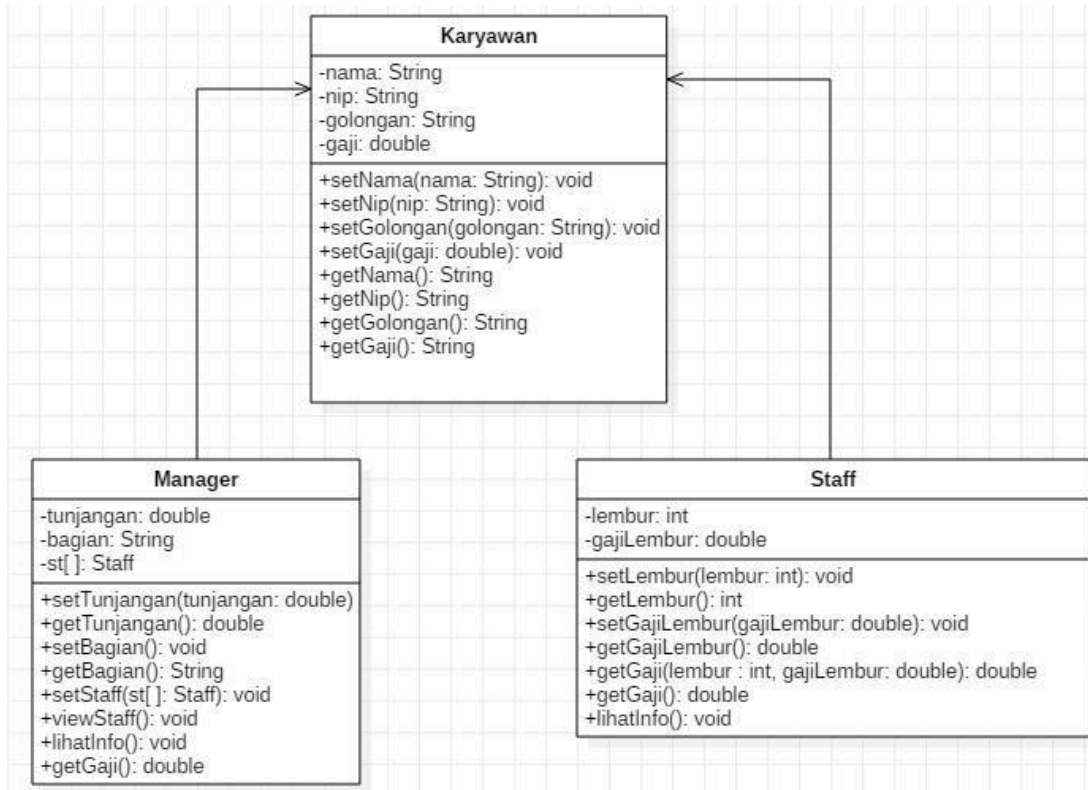 Karyawan
-nama: String
-nip: String
-golongan: String
-gaji: double
+setNama(nama: String): void
+setNip(nip: String): void
+setGolongan(golongan: String): void
+setGaji(gaji: double): void
+getNama(): String
+getNip(): String
+getGolongan(): String
+getGaji(): String
Manager
-tunjangan: double
-bagian: String
-st[ ]: Staff
+setTunjangan(tunjangan: double)
+getTunjangan(): double
+setBagian(): void
+getBagian(): String
+setStaff(st[ ]: Staff): void
+viewStaff(): void
+lihatInfo(): void
+getGaji(): double
Staff
-lembur: int
-gajiLembur: double
+setLembur(lembur: int): void
+getLembur(): int
+setGajiLembur(gajiLembur: double): void
+getGajiLembur(): double
+getGaji(lembur : int, gajiLembur: double): double
+getGaji(): double
+lihatInfo(): void